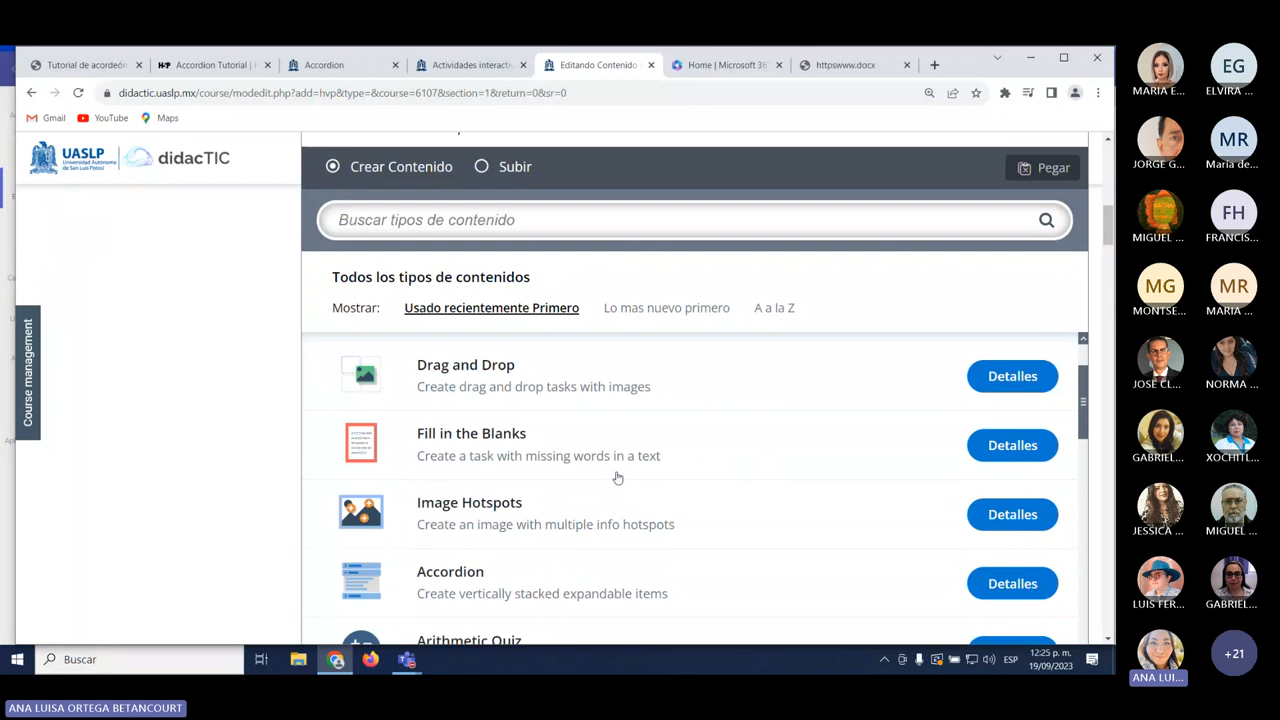 Tutorial de acordeón
Accordion Tutorial | H
Accordion
Actividades interacti
Editando Contenido
Home | Microsoft 36
httpswww.docx
didactic.uaslp.mx/course/modedit.php?add=hvp&type=&course=6107&section=1&return=0&sr=0
Gmail
YouTube
Maps
UASLP
Universidad Autónoma
de San Luis Potosí
didacTIC
Crear Contenido
Subir
Pegar
Buscar tipos de contenido
Todos los tipos de contenidos
Mostrar:
Usado recientemente Primero
Lo mas nuevo primero
A a la Z
Drag and Drop
Create drag and drop tasks with images
Detalles
Fill in the Blanks
Create a task with missing words in a text
Detalles
Image Hotspots
Create an image with multiple info hotspots
Detalles
Accordion
Create vertically stacked expandable items
Detalles
Arithmetic Quiz
Course management
Buscar
ESP
12:25 p. m.
19/09/2023
MARIA E...
EG
ELVIRA ...
JORGE G...
MR
Maria de...
MIGUEL ...
FH
FRANCIS...
MG
MONTSE...
MR
MARIA ...
JOSE CL...
NORMA ...
GABRIEL...
XOCHITL...
JESSICA ...
MIGUEL ...
LUIS FER...
GABRIEL...
ANA LUI...
+21
ANA LUISA ORTEGA BETANCOURT